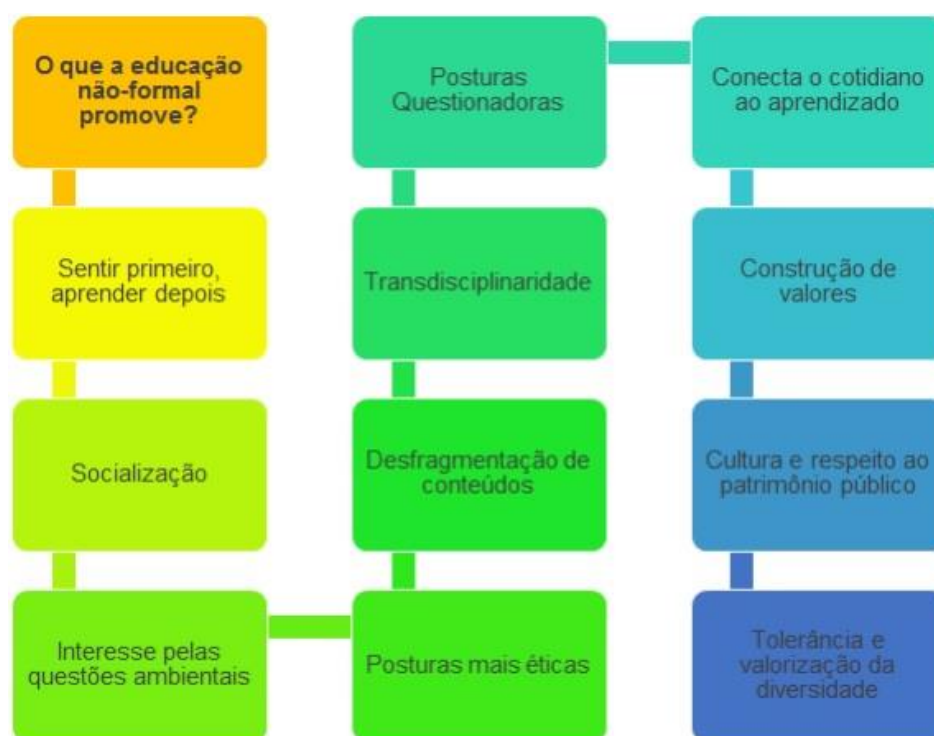 O que a educação
não-formal
promove?
Sentir primeiro,
aprender depois
Socialização
Interesse pelas
questões ambientais
Posturas mais éticas
Desfragmentação de
conteúdos
Transdisciplinaridade
Posturas
Questionadoras
Conecta o cotidiano
ao aprendizado
Construção de
valores
Cultura e respeito ao
patrimônio público
Tolerância e
valorização da
diversidade